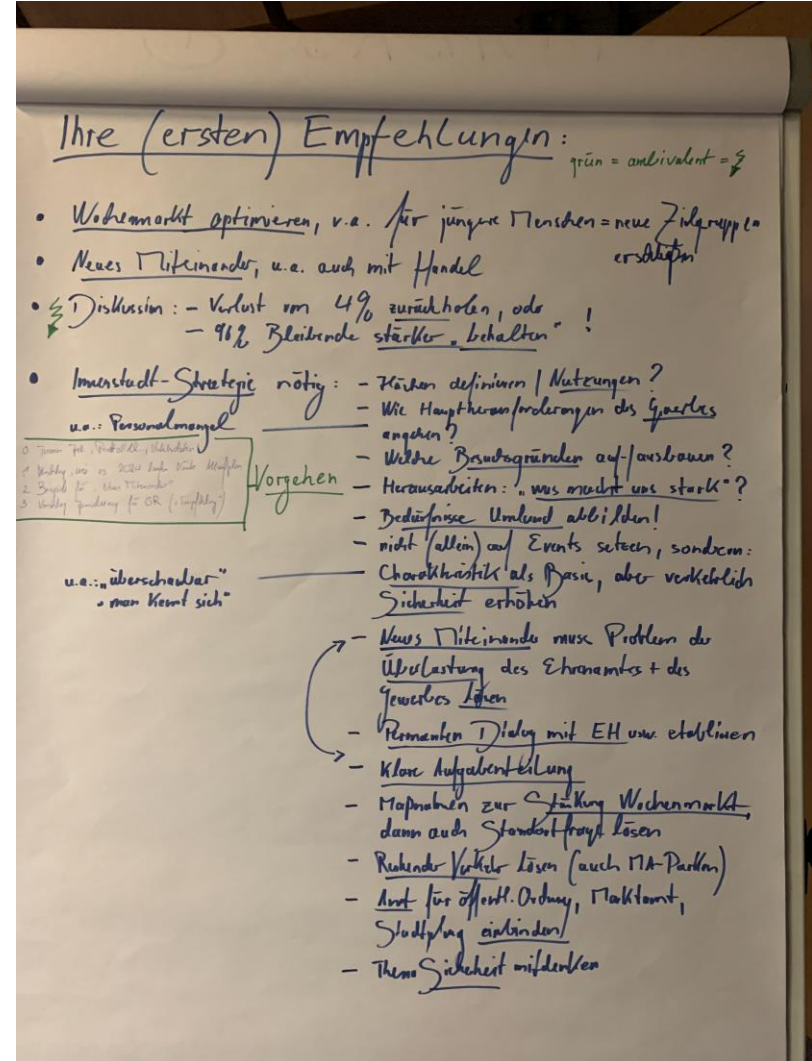 Ihre (ersten) Empfehlungen:
grün = ambivalent =
• Wochenmarkt optimieren, v.a. für jüngere Menschen = neue Zielgruppen
erschließen
• Neues Miteinander, u.a. auch mit Handel
• Diskussion: - Verlust von 4% zurückholen, oder
- 96% Bleibende stärker "behalten" !
• Innenstadt-Strategie nötig: - Flächen definieren / Nutzungen?
u.a.: Personalmangel - Wie Hauptherausforderungen des Gewerbes
angehen?
- Welche Besuchsgründen auf-/ausbauen?
Vorgehen - Herausarbeiten: "was macht uns stark"?
- Bedürfnisse Umland abbilden!
- nicht (allein) auf Events setzen, sondern:
u.a.: "überschaubar" - Charakteristik als Basis, aber verkehrlich
"man kennt sich" Sicherheit erhöhen
- Neues Miteinander muss Problem der
Überlastung des Ehrenamtes + des
Gewerbes lösen
- Permanten Dialog mit EH usw. etablieren
- Klare Aufgabenteilung
- Maßnahmen zur Stärkung Wochenmarkt,
dann auch Standortfrage lösen
- Ruhender Verkehr lösen (auch MA-Parken)
- Amt für öffentl. Ordnung, Marktamt,
Stadtplng einbinden!
- Thema Sicherheit mitdenken